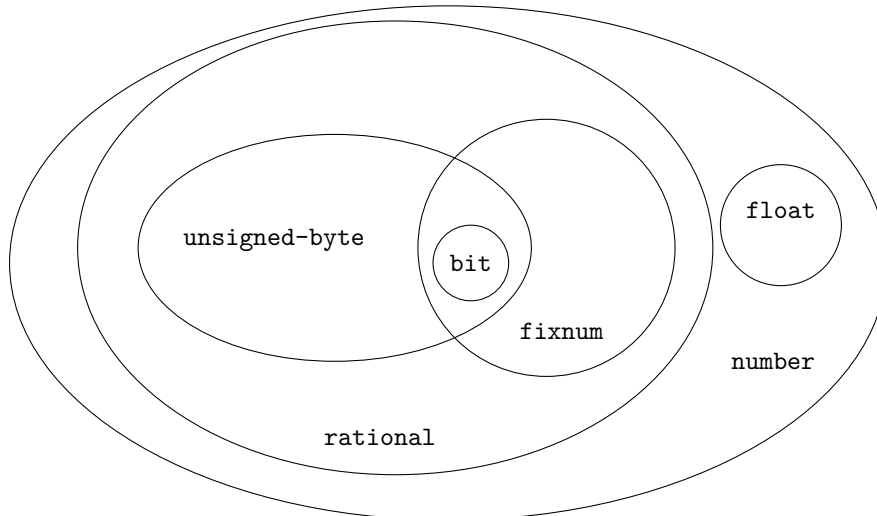 float
unsigned-byte
bit
fixnum
number
rational